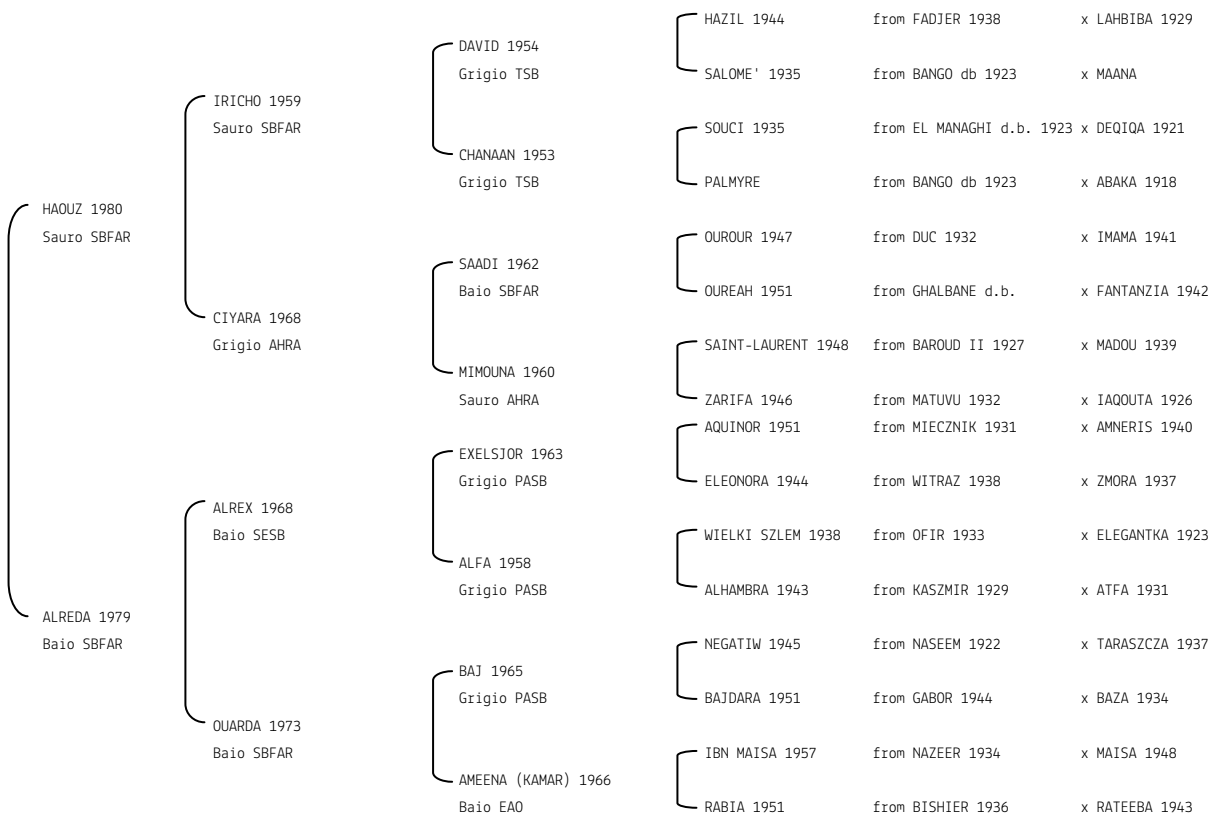 HAZIL 1944 from FADJER 1938 x LAHBIBA 1929
DAVID 1954
Grigio TSB SALOME' 1935 from BANGO db 1923 x MAANA
IRICHO 1959
Sauro SBFAR SOUCI 1935 from EL MANAGHI d.b. 1923 x DEQIQA 1921
CHANAAN 1953
Grigio TSB PALMYRE from BANGO db 1923 x ABAKA 1918
HAOUZ 1980
Sauro SBFAR OUROUR 1947 from DUC 1932 x IMAMA 1941
SAADI 1962
Baio SBFAR OUREAH 1951 from GHALBANE d.b. x FANTANZIA 1942
CIYARA 1968
Grigio AHRA SAINT-LAURENT 1948 from BAROUD II 1927 x MADOU 1939
MIMOUNA 1960
Sauro AHRA ZARIFA 1946 from MATUVU 1932 x IAQOUTA 1926
AQUINOR 1951 from MIECZNIK 1931 x AMNERIS 1940
EXELSJOR 1963
Grigio PASB ELEONORA 1944 from WITRAZ 1938 x ZMORA 1937
ALREX 1968
Baio SESB WIELKI SZLEM 1938 from OFIR 1933 x ELEGANTKA 1923
ALFA 1958
Grigio PASB ALHAMBRA 1943 from KASZMIR 1929 x ATFA 1931
ALREDA 1979
Baio SBFAR NEGATIW 1945 from NASEEM 1922 x TARASZCZA 1937
BAJ 1965
Grigio PASB BAJDARA 1951 from GABOR 1944 x BAZA 1934
OUARDA 1973
Baio SBFAR IBN MAISA 1957 from NAZEER 1934 x MAISA 1948
AMEENA (KAMAR) 1966
Baio EAO RABIA 1951 from BISHIER 1936 x RATEEBA 1943